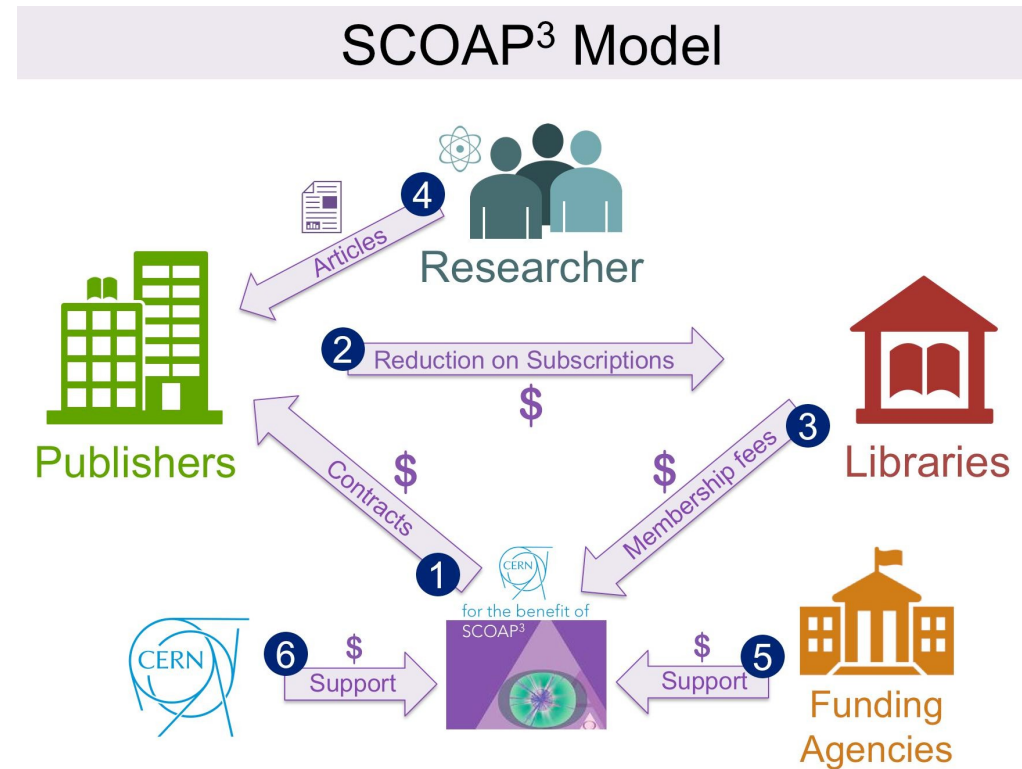 SCOAP³ Model
4
Articles
Researcher
2
Reduction on Subscriptions
$
Publishers
3
Libraries
$
Contracts
$
Membership fees
1
CERN
for the benefit of
SCOAP³
CERN
6
$
Support
$
5
Support
Funding
Agencies